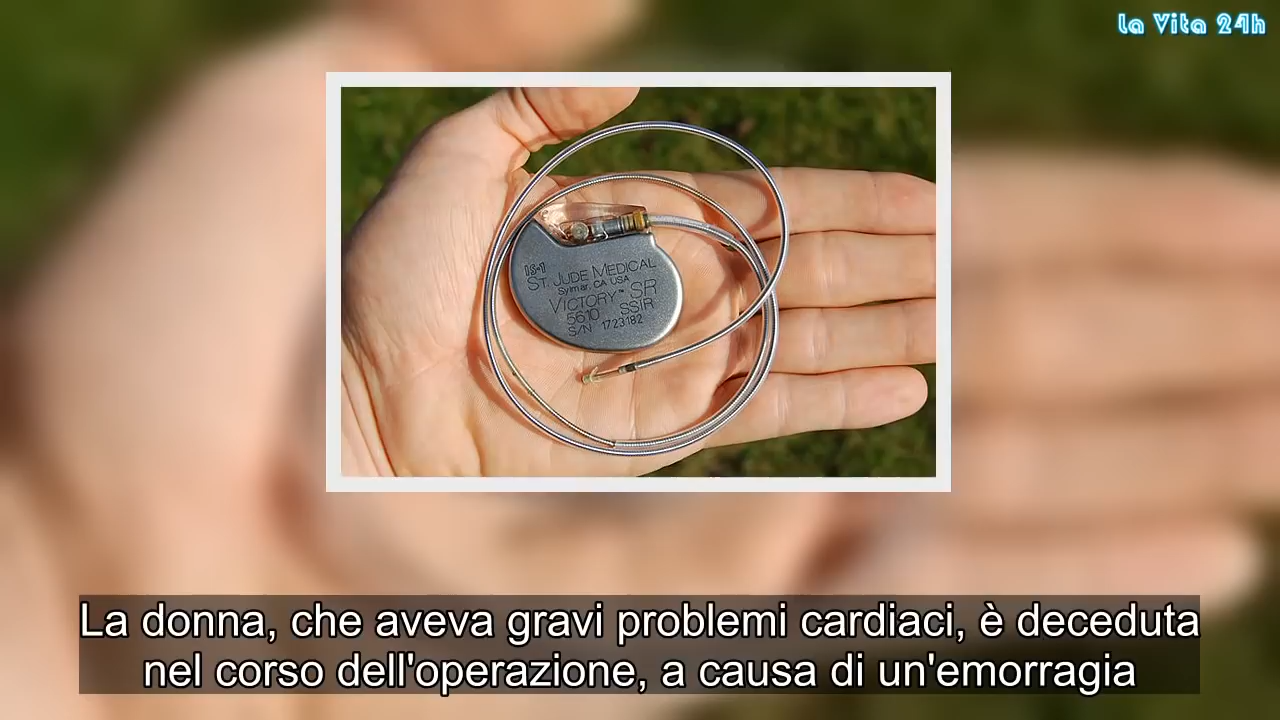 La Vita 24h
IS-1
ST. JUDE MEDICAL
Sylmar, CA USA
VICTORY™ SR
5610 SSIR
S/N 1723182
La donna, che aveva gravi problemi cardiaci, è deceduta
nel corso dell'operazione, a causa di un'emorragia